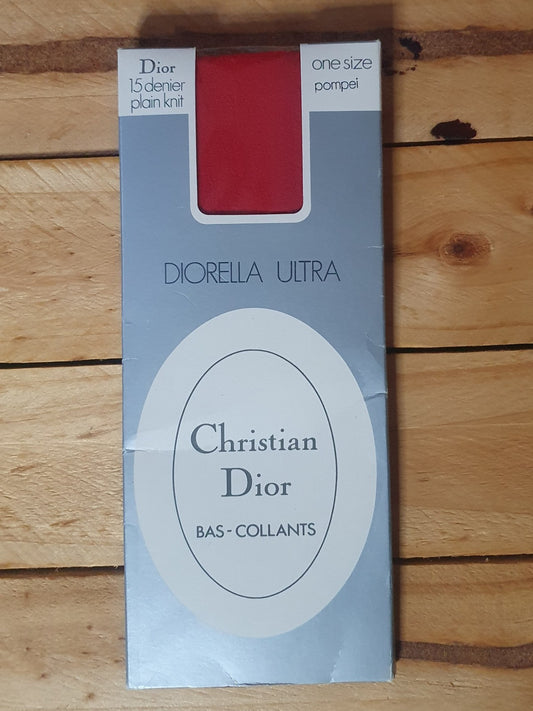 Dior
15 denier
plain knit
one size
pompei
DIORELLA ULTRA
Christian
Dior
BAS-COLLANTS